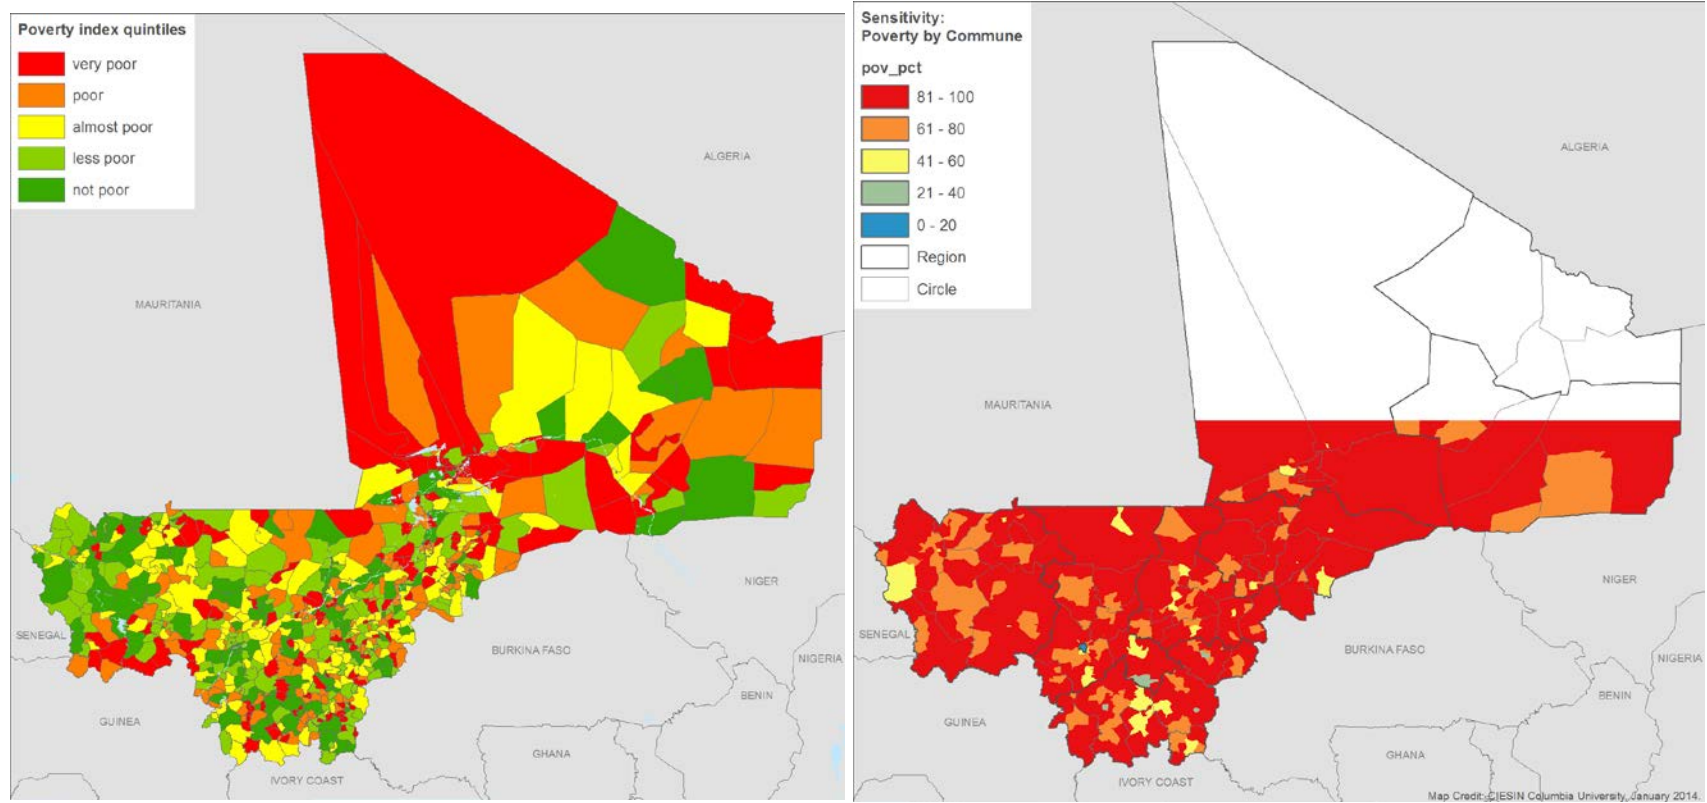 Poverty index quintiles
very poor
poor
almost poor
less poor
not poor
ALGERIA
MAURITANIA
NIGER
SENEGAL
BURKINA FASO
NIGERIA
BENIN
GUINEA
GHANA
IVORY COAST
Sensitivity:
Poverty by Commune
pov_pct
81 - 100
61 - 80
41 - 60
21 - 40
0 - 20
Region
Circle
ALGERIA
MAURITANIA
NIGER
SENEGAL
BURKINA FASO
NIGERIA
BENIN
GUINEA
GHANA
IVORY COAST
Map Credit: CIESIN Columbia University, January 2014.